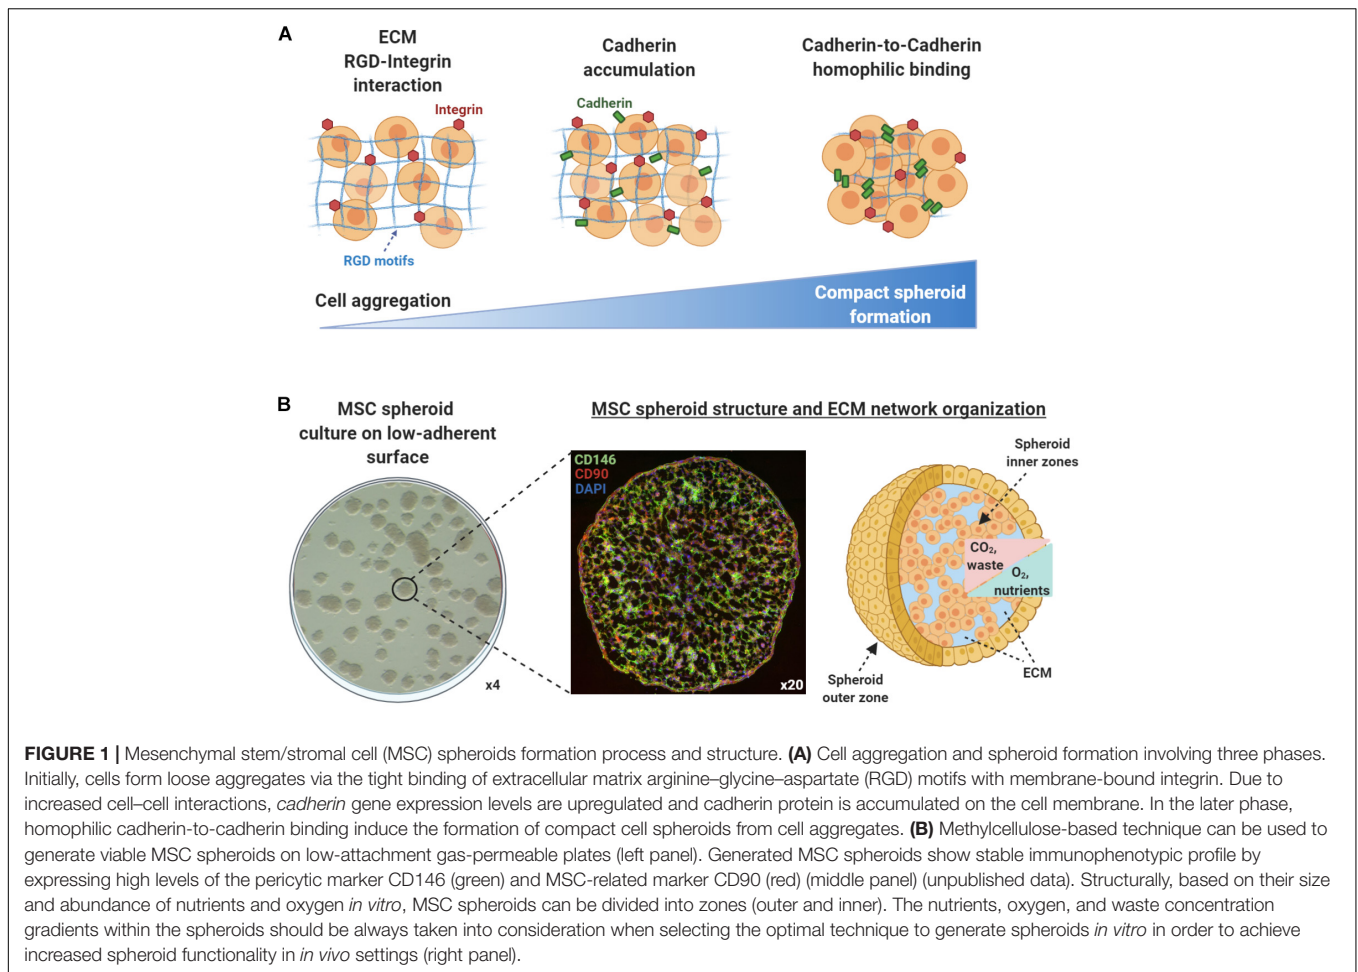 A
ECM
RGD-Integrin
interaction
Integrin
RGD motifs
Cadherin
accumulation
Cadherin
Cadherin-to-Cadherin
homophilic binding
Cell aggregation
Compact spheroid
formation
B
MSC spheroid
culture on low-adherent
surface
x4
MSC spheroid structure and ECM network organization
CD146
CD90
DAPI
x20
Spheroid
inner zones
CO₂,
waste
O₂,
nutrients
ECM
Spheroid
outer zone
FIGURE 1 | Mesenchymal stem/stromal cell (MSC) spheroids formation process and structure. (A) Cell aggregation and spheroid formation involving three phases.
Initially, cells form loose aggregates via the tight binding of extracellular matrix arginine–glycine–aspartate (RGD) motifs with membrane-bound integrin. Due to
increased cell–cell interactions, cadherin gene expression levels are upregulated and cadherin protein is accumulated on the cell membrane. In the later phase,
homophilic cadherin-to-cadherin binding induce the formation of compact cell spheroids from cell aggregates. (B) Methylcellulose-based technique can be used to
generate viable MSC spheroids on low-attachment gas-permeable plates (left panel). Generated MSC spheroids show stable immunophenotypic profile by
expressing high levels of the pericytic marker CD146 (green) and MSC-related marker CD90 (red) (middle panel) (unpublished data). Structurally, based on their size
and abundance of nutrients and oxygen in vitro, MSC spheroids can be divided into zones (outer and inner). The nutrients, oxygen, and waste concentration
gradients within the spheroids should be always taken into consideration when selecting the optimal technique to generate spheroids in vitro in order to achieve
increased spheroid functionality in in vivo settings (right panel).